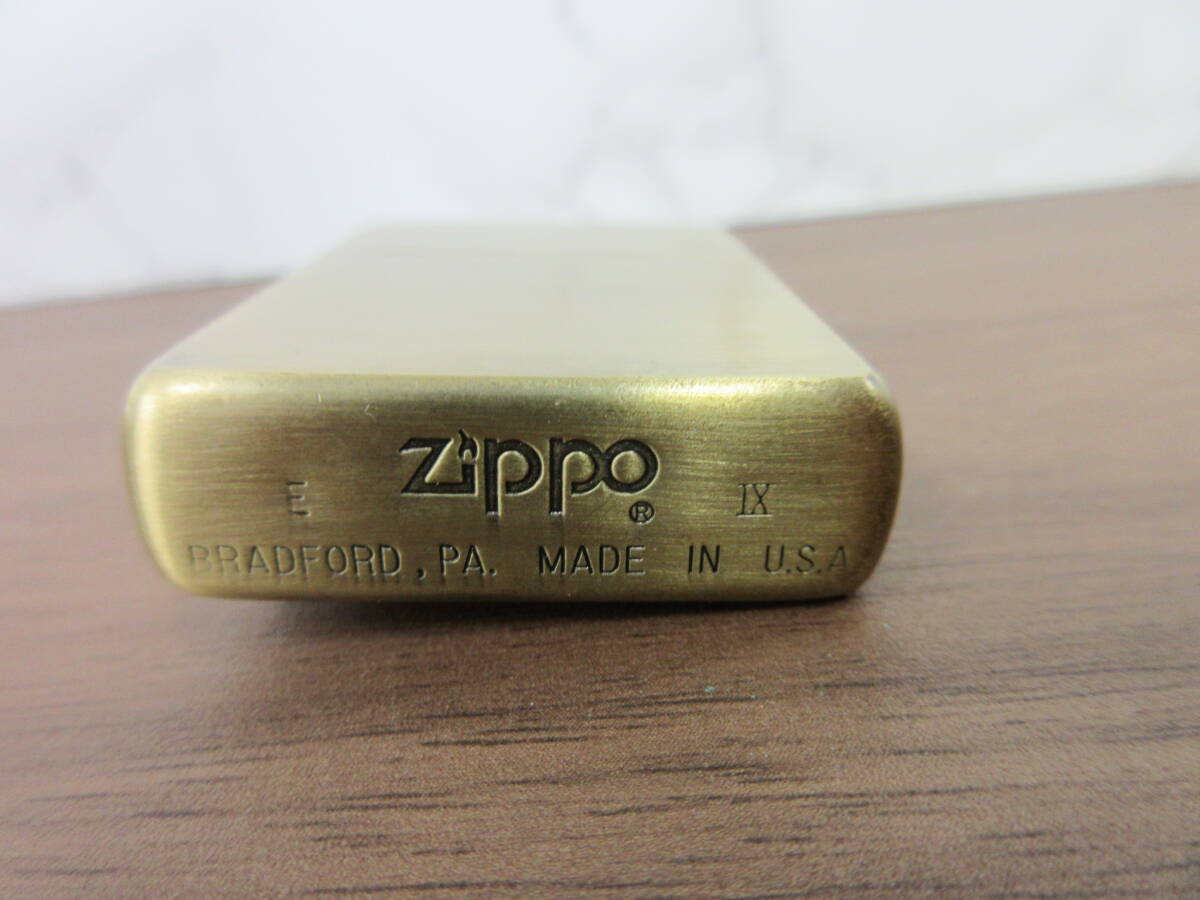 E zippo® IX
BRADFORD, PA. MADE IN U.S.A